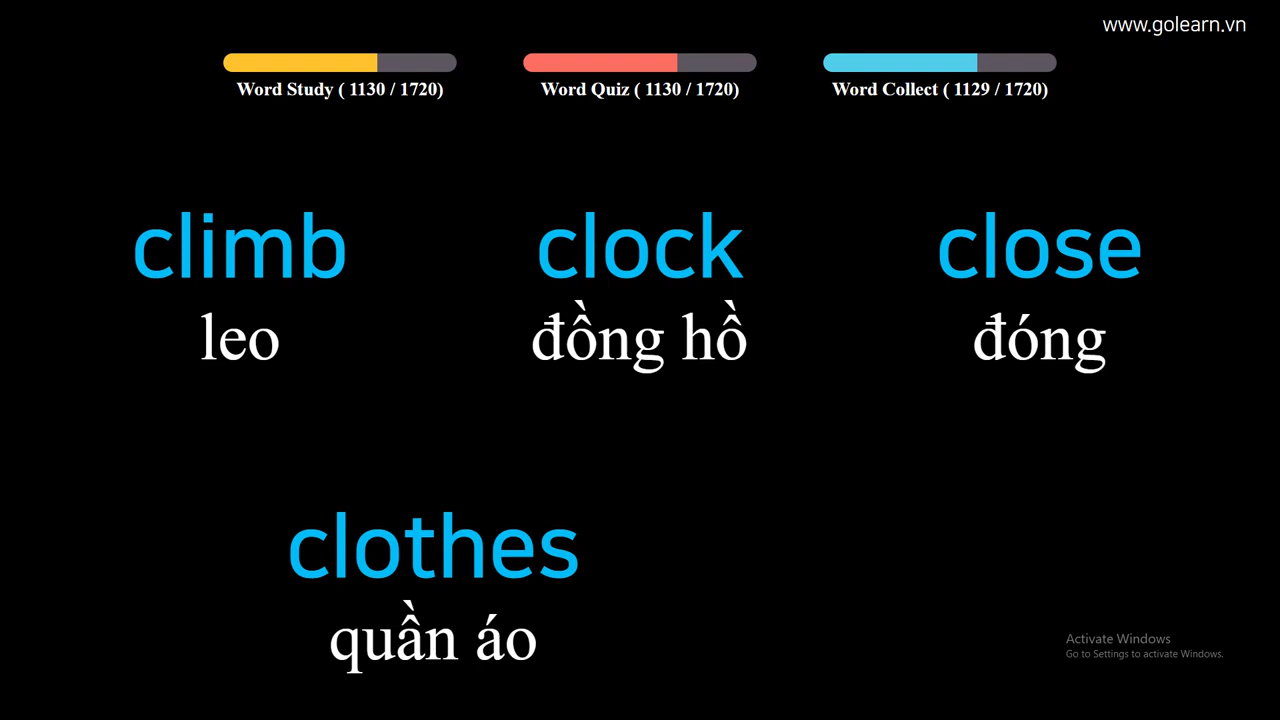 www.golearn.vn
Word Study ( 1130 / 1720)
Word Quiz ( 1130 / 1720)
Word Collect ( 1129 / 1720)
climb
leo
clock
đồng hồ
close
đóng
clothes
quần áo
Activate Windows
Go to Settings to activate Windows.